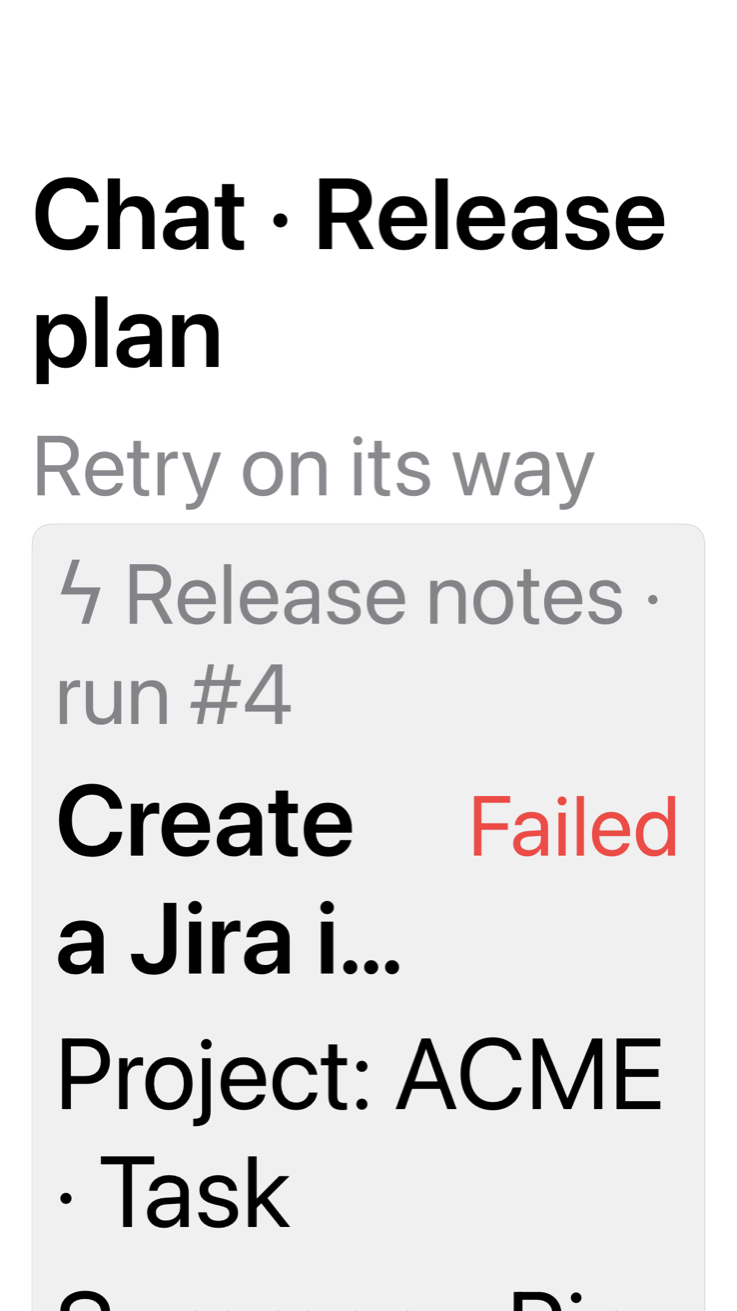 Chat · Release
plan
Retry on its way
ϟ Release notes ·
run #4
Create
a Jira i...
Failed
Project: ACME
· Task